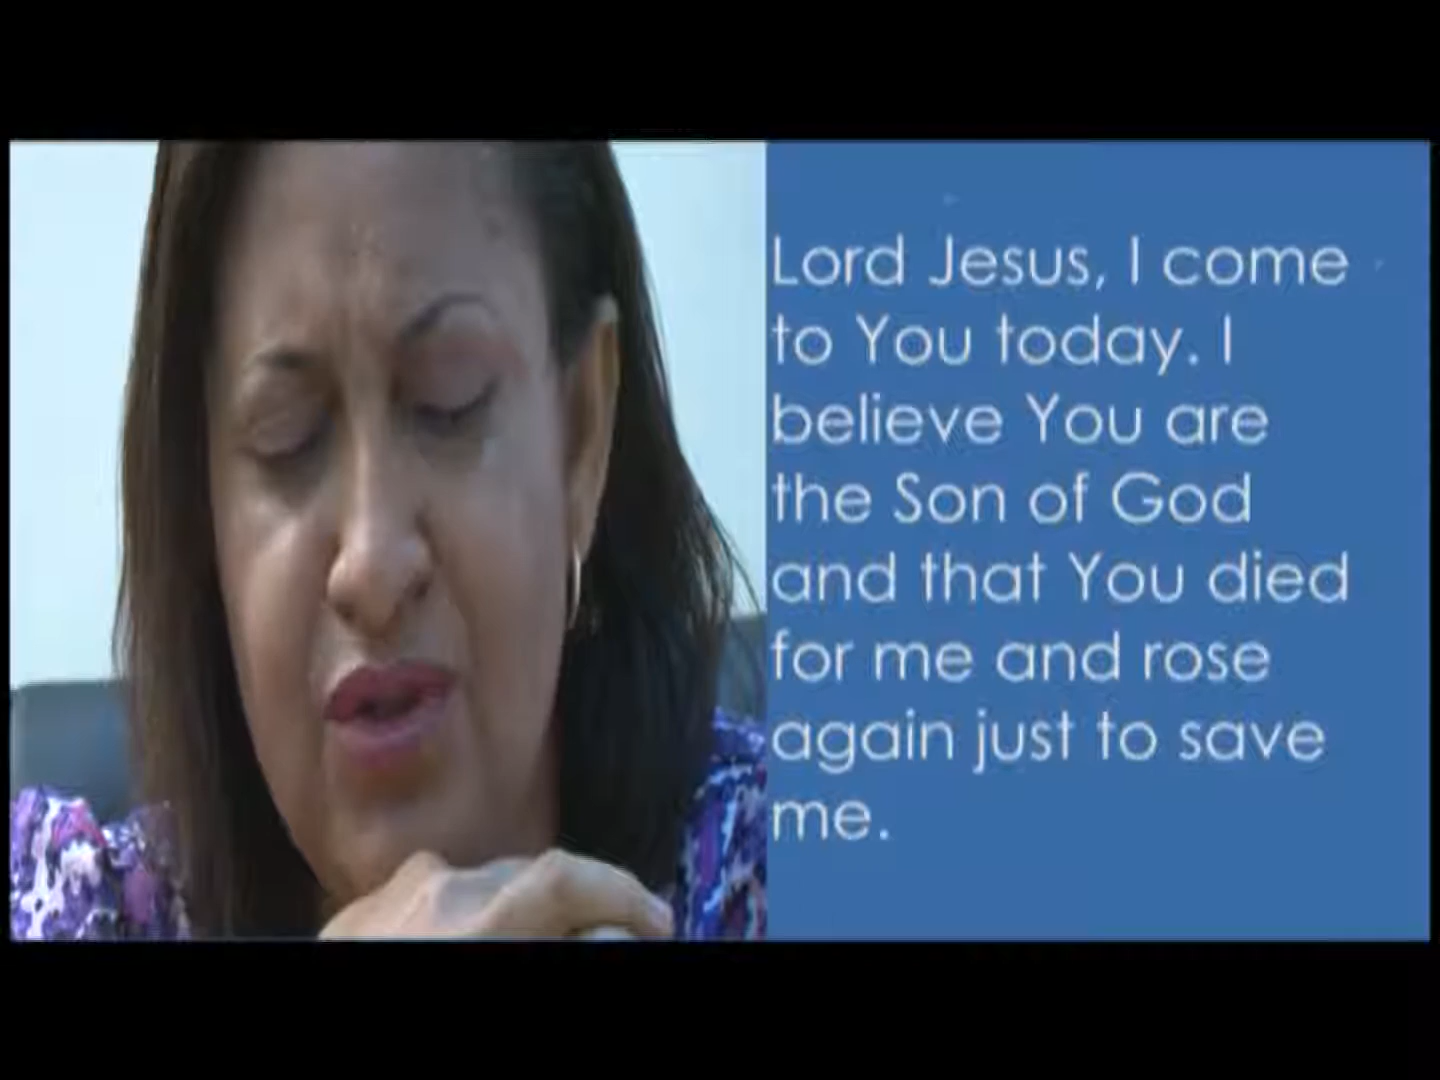 Lord Jesus, I come
to You today. I
believe You are
the Son of God
and that You died
for me and rose
again just to save
me.